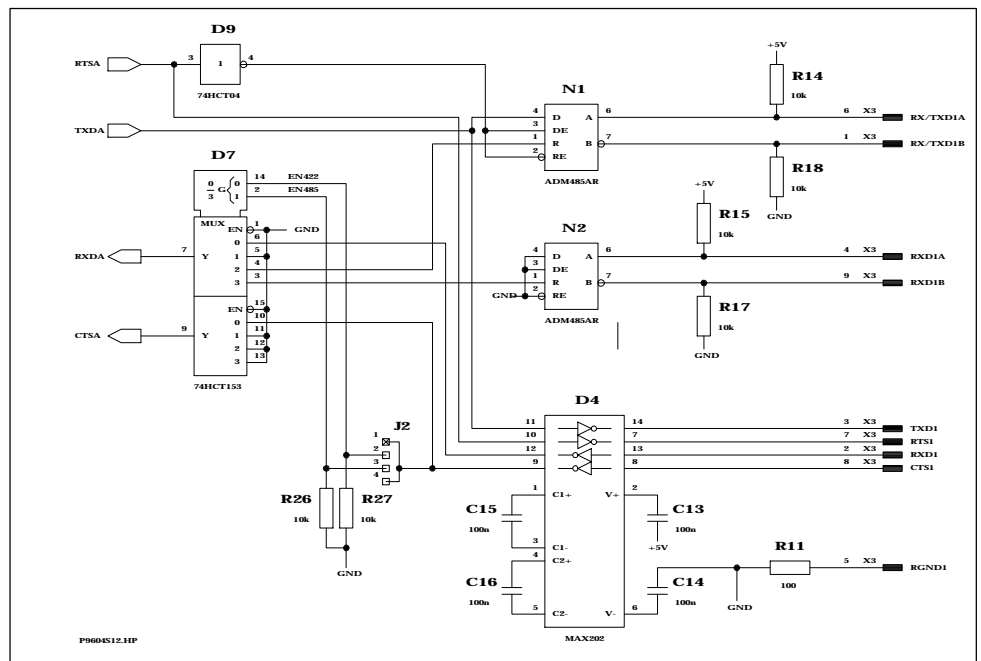 D9
RTSA 3 1 4
74HCT04
TXDA
+5V
R14
10k
N1
4 D A 6 6 X3 RX/TXD1A
3 DE
1 R B 7 1 X3 RX/TXD1B
2 RE
ADM485AR
R18
10k
GND
D7
0 3 G { 0 1
14 EN422
2 EN485
MUX
EN 1 GND
0 6
RXDA 7 Y 1 5
2 4
3 3
EN 15
0 10
CTSA 9 Y 1 11
2 12
3 13
74HCT153
+5V
R15
10k
N2
4 D A 6 4 X3 RXD1A
3 DE
1 R B 7 9 X3 RXD1B
GND 2 RE
ADM485AR
R17
10k
GND
D4
11 14 3 X3 TXD1
10 7 7 X3 RTS1
12 13 2 X3 RXD1
9 8 8 X3 CTS1
J2
1
2
3
4
R26
10k
R27
10k
GND
C15
100n
1 C1+ V+ 2
C13
100n
+5V
3 C1-
4 C2+
C16
100n
5 C2- V- 6
C14
100n
GND
R11
100
5 X3 RGND1
MAX202
P9604S12.HP